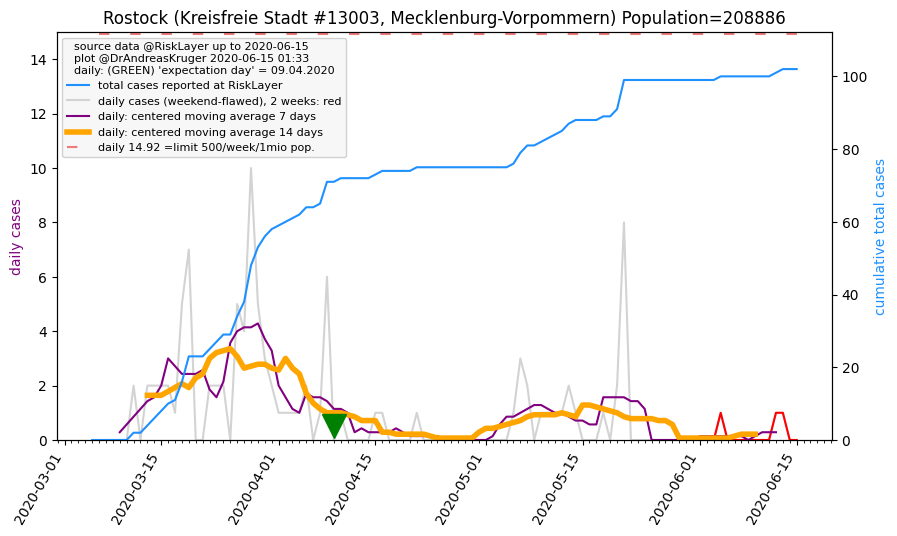 Rostock (Kreisfreie Stadt #13003, Mecklenburg-Vorpommern) Population=208886
source data @RiskLayer up to 2020-06-15
plot @DrAndreasKruger 2020-06-15 01:33
daily: (GREEN) 'expectation day' = 09.04.2020
total cases reported at RiskLayer
daily cases (weekend-flawed), 2 weeks: red
daily: centered moving average 7 days
daily: centered moving average 14 days
daily 14.92 =limit 500/week/1mio pop.
daily cases
14
12
10
8
6
4
2
0
cumulative total cases
100
80
60
40
20
0
2020-03-01
2020-03-15
2020-04-01
2020-04-15
2020-05-01
2020-05-15
2020-06-01
2020-06-15